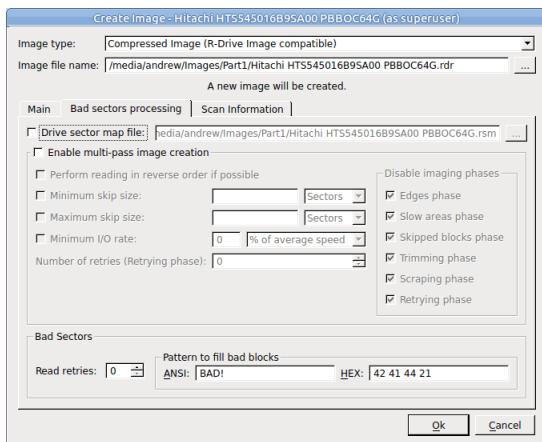 Create Image - Hitachi HTS545016B9SA00 PBBOC64G (as superuser)
Image type: Compressed Image (R-Drive Image compatible)
Image file name: /media/andrew/Images/Part1/Hitachi HTS545016B9SA00 PBBOC64G.rdr ...
A new image will be created.
Main Bad sectors processing Scan Information
Drive sector map file: nedia/andrew/Images/Part1/Hitachi HTS545016B9SA00 PBBOC64G.rsm ...
Enable multi-pass image creation
Perform reading in reverse order if possible Disable imaging phases
Minimum skip size: Sectors Edges phase
Maximum skip size: Sectors Slow areas phase
Minimum I/O rate: 0 % of average speed Skipped blocks phase
Number of retries (Retrying phase): 0 Trimming phase
Scraping phase
Retrying phase
Bad Sectors
Pattern to fill bad blocks
Read retries: 0 ANSI: BAD! HEX: 42 41 44 21
Ok Cancel